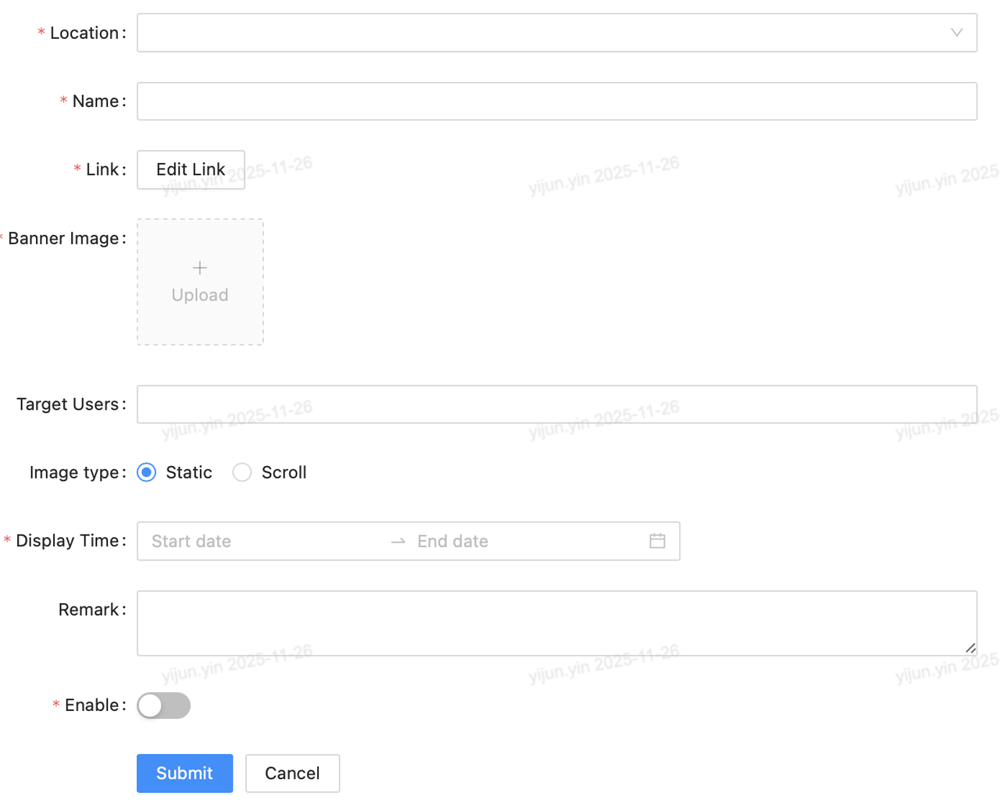 * Location:
* Name:
* Link: Edit Link
yijun.yin 2025-11-26 yijun.yin 2025-11-26 yijun.yin 2025-
* Banner Image:
Upload
Target Users:
yijun.yin 2025-11-26 yijun.yin 2025-11-26 yijun.yin 2025-
Image type: Static Scroll
* Display Time: Start date → End date
Remark:
yijun.yin 2025-11-26 yijun.yin 2025-11-26 yijun.yin 2025-
* Enable:
Submit Cancel